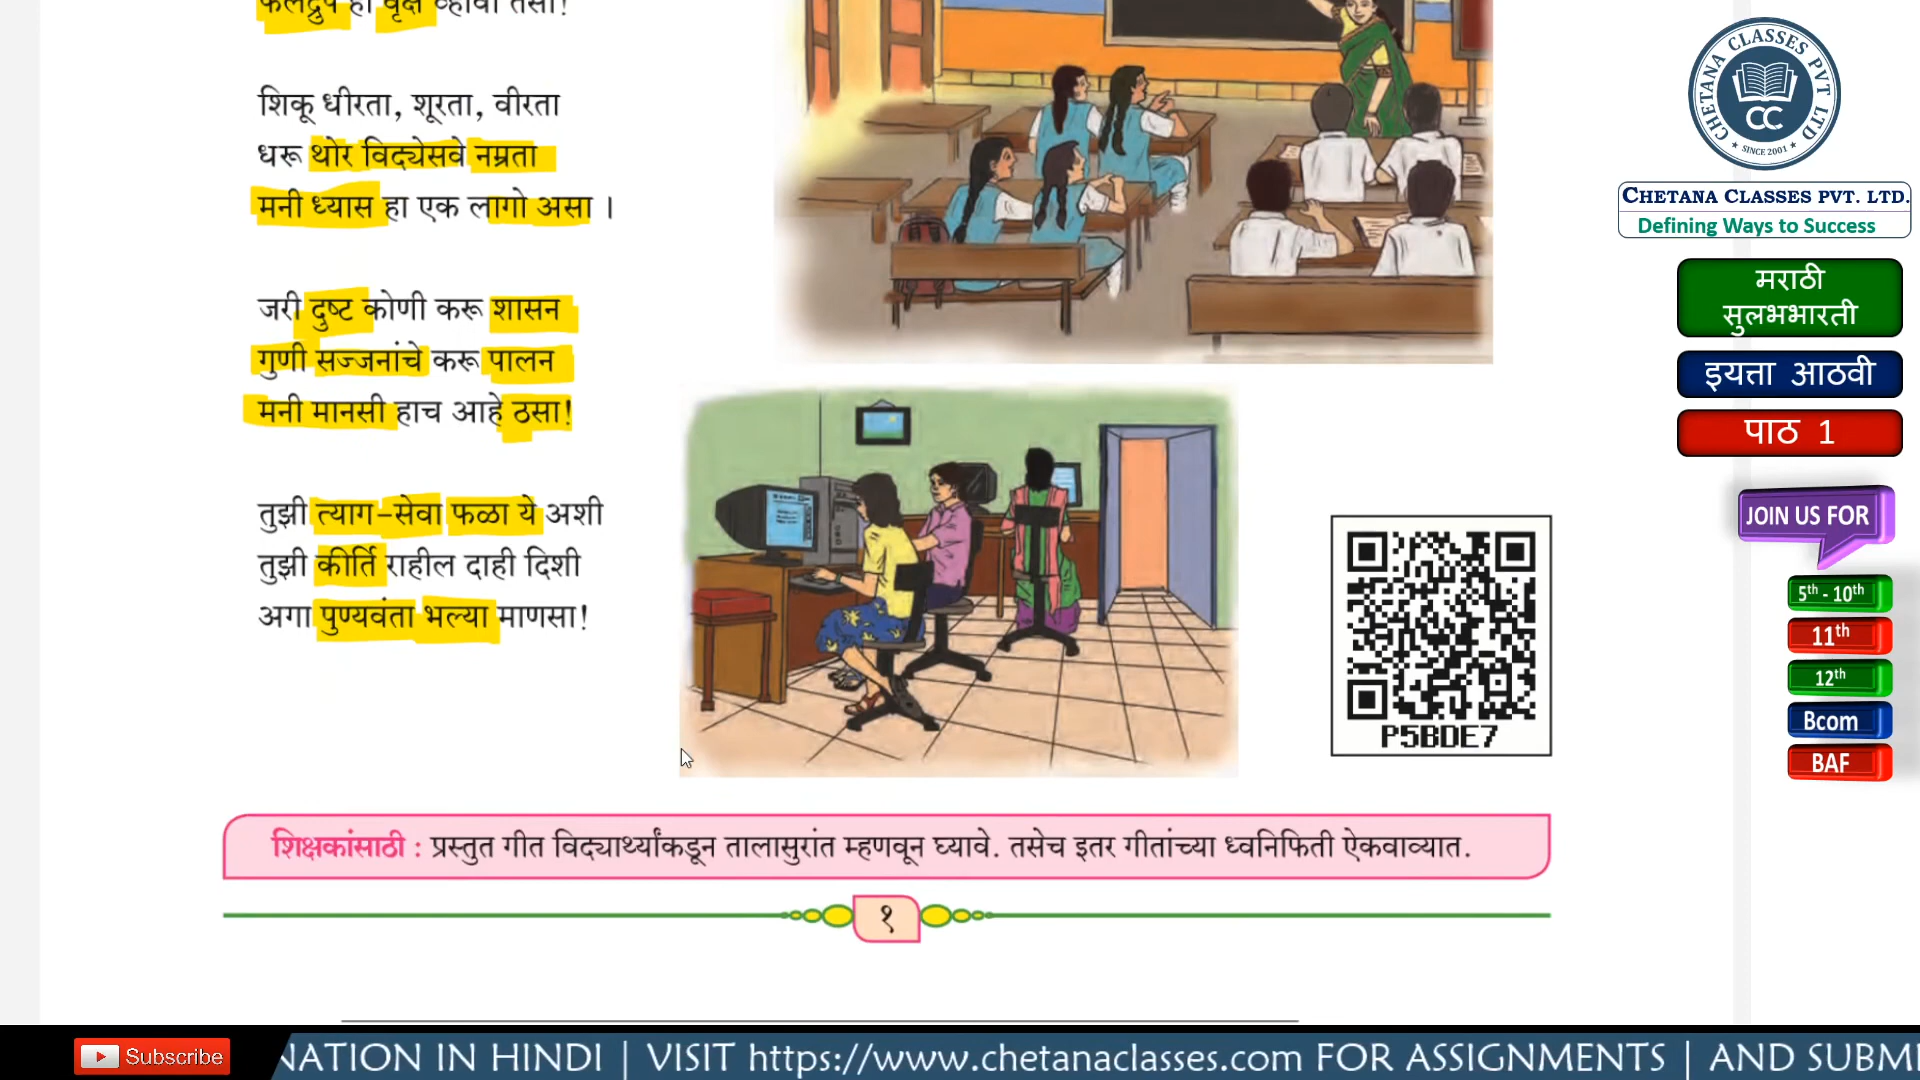 फलद्रुप हा वृक्ष व्हावा तसा!
शिकू धीरता, शूरता, वीरता
धरू थोर विद्येसवे नम्रता
मनी ध्यास हा एक लागो असा ।
जरी दुष्ट कोणी करू शासन
गुणी सज्जनांचे करू पालन
मनी मानसी हाच आहे ठसा!
तुझी त्याग-सेवा फळा ये अशी
तुझी कीर्ति राहील दाही दिशी
अगा पुण्यवंता भल्या माणसा!
P5BDE7
शिक्षकांसाठी : प्रस्तुत गीत विद्यार्थ्यांकडून तालासुरांत म्हणवून घ्यावे. तसेच इतर गीतांच्या ध्वनिफिती ऐकवाव्यात.
१
CHETANA CLASSES PVT LTD
CC
SINCE 2001
CHETANA CLASSES PVT. LTD.
Defining Ways to Success
मराठी
सुलभभारती
इयत्ता आठवी
पाठ 1
JOIN US FOR
5th - 10th
11th
12th
Bcom
BAF
Subscribe
NATION IN HINDI | VISIT https://www.chetanaclasses.com FOR ASSIGNMENTS | AND SUBMI